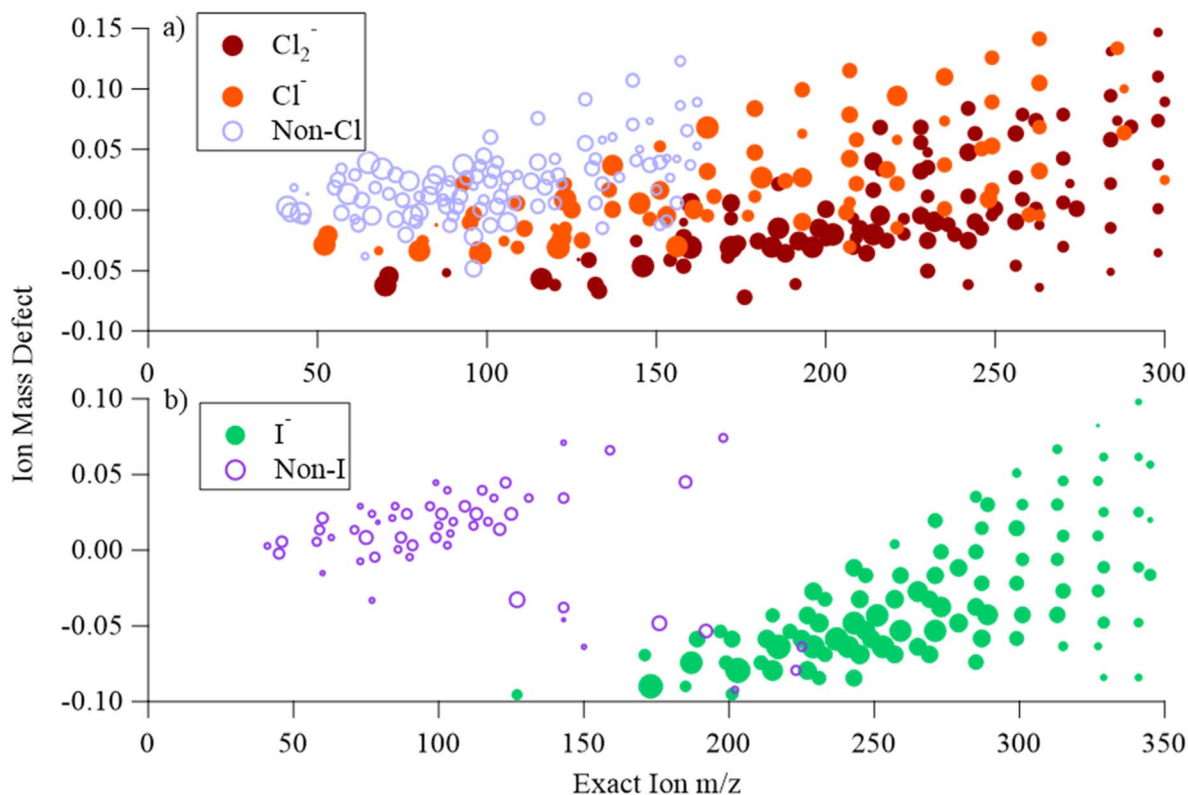 a)
Cl₂⁻
Cl⁻
Non-Cl
0.15
0.10
0.05
0.00
-0.05
-0.10
0 50 100 150 200 250 300
Ion Mass Defect
b)
I⁻
Non-I
0.10
0.05
0.00
-0.05
-0.10
0 50 100 150 200 250 300 350
Exact Ion m/z